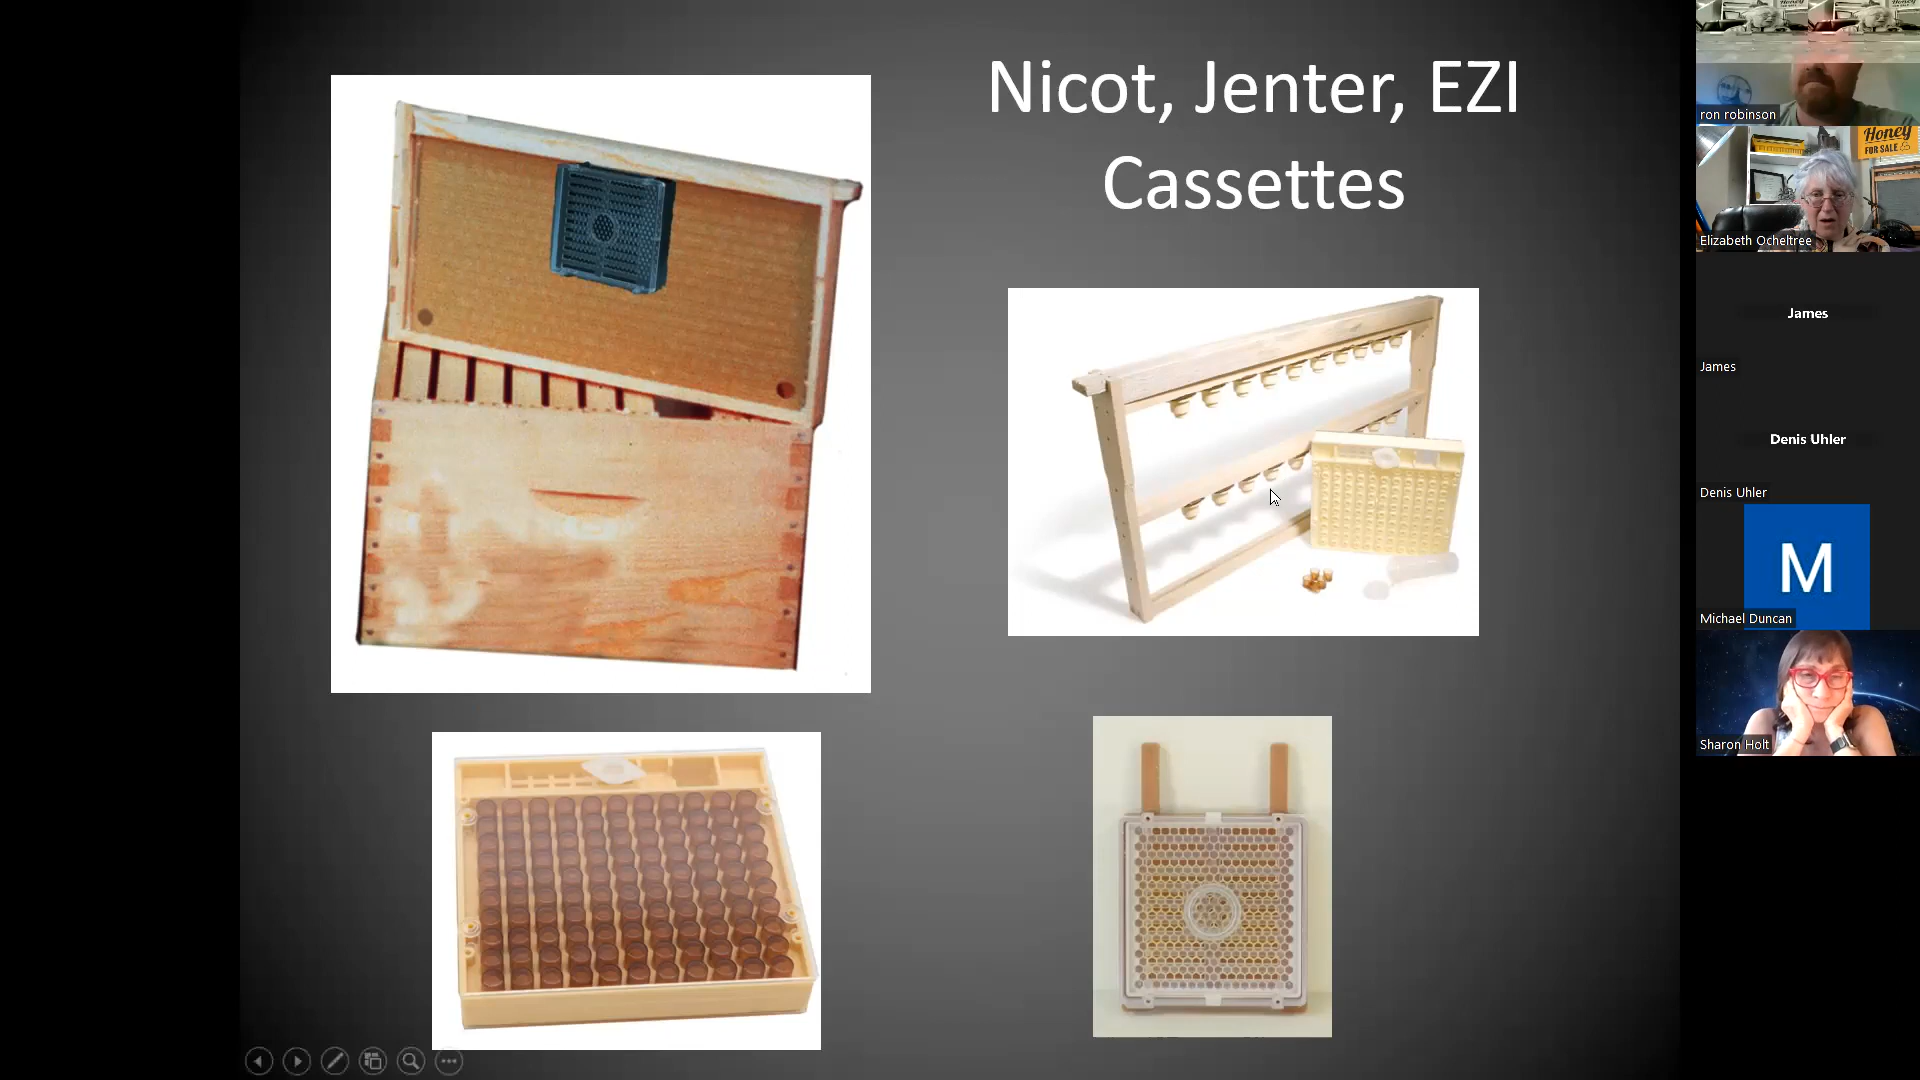 Nicot, Jenter, EZI
Cassettes
ron robinson
Honey
FOR SALE
Elizabeth Ocheltree
James
James
Denis Uhler
Denis Uhler
M
Michael Duncan
Sharon Holt